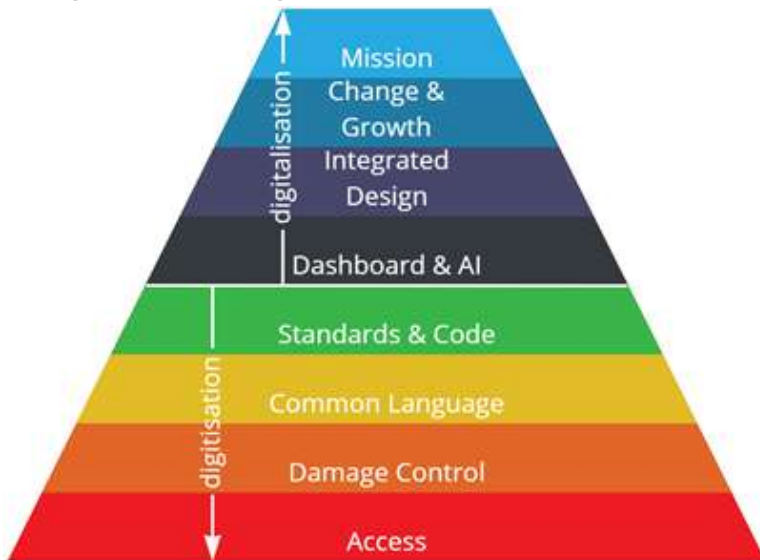 Mission
Change &
Growth
Integrated
Design
Dashboard & AI
digitalisation
Standards & Code
Common Language
Damage Control
Access
digitisation